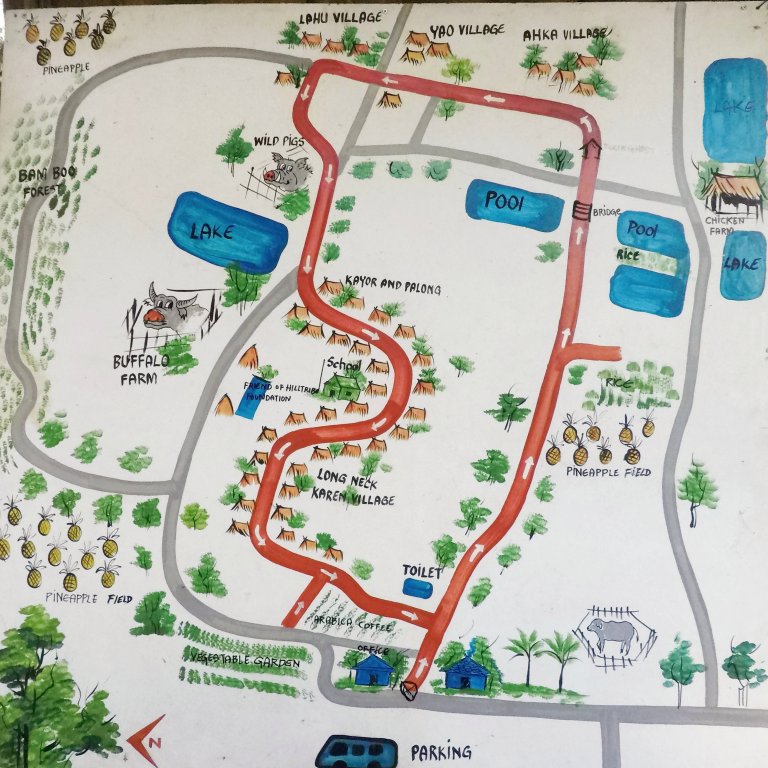 LAHU VILLAGE
YAO VILLAGE
AHKA VILLAGE
PINEAPPLE
LAKE
WILD PIGS
BAM BOO
FOREST
POOl
BRIDGE
CHICKEN
FARM
LAKE
POOl
RICE
LAKE
KAYOR AND PALONG
BUFFALO
FARM
School
FRIEND OF HILLTRIBE
FOUNDATION
RICE
PINEAPPLE FIELD
LONG NECK
KAREN VILLAGE
TOILET
PINEAPPLE FIELD
ARABICA COFFEE
OFFICE
VEGETABLE GARDEN
N
PARKING